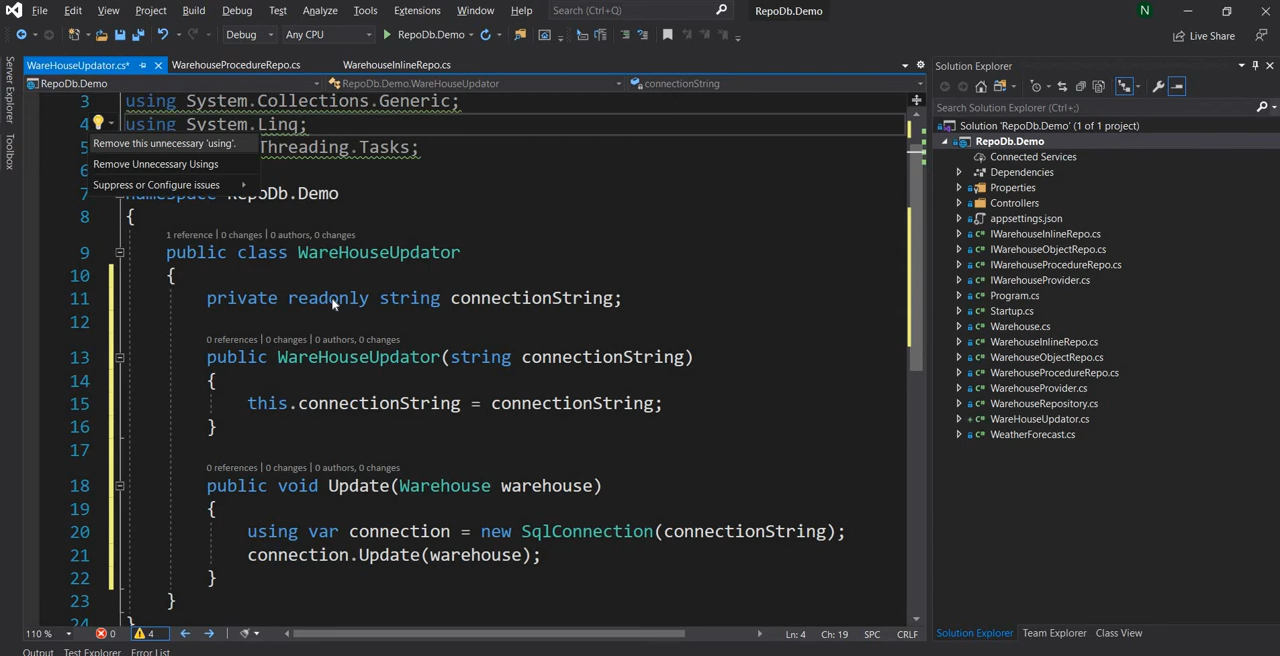 File Edit View Project Build Debug Test Analyze Tools Extensions Window Help Search (Ctrl+Q) RepoDb.Demo N
Debug Any CPU RepoDb.Demo Live Share
WareHouseUpdator.cs* WarehouseProcedureRepo.cs WarehouseInlineRepo.cs
RepoDb.Demo RepoDb.Demo.WareHouseUpdator connectionString
Server Explorer
Toolbox
3 using System.Collections.Generic;
4 using System.Linq;
Remove this unnecessary 'using'.
5 Threading.Tasks;
Remove Unnecessary Usings
6
Suppress or Configure issues
7 namespace RepoDb.Demo
8 {
1 reference | 0 changes | 0 authors, 0 changes
9 public class WareHouseUpdator
10 {
11 private readonly string connectionString;
12
0 references | 0 changes | 0 authors, 0 changes
13 public WareHouseUpdator(string connectionString)
14 {
15 this.connectionString = connectionString;
16 }
17
0 references | 0 changes | 0 authors, 0 changes
18 public void Update(Warehouse warehouse)
19 {
20 using var connection = new SqlConnection(connectionString);
21 connection.Update(warehouse);
22 }
23 }
24 }
110 % 0 4 Ln: 4 Ch: 19 SPC CRLF
Output Test Explorer Error List
Solution Explorer
Search Solution Explorer (Ctrl+;)
Solution 'RepoDb.Demo' (1 of 1 project)
RepoDb.Demo
Connected Services
Dependencies
Properties
Controllers
appsettings.json
C# IWarehouseInlineRepo.cs
C# IWarehouseObjectRepo.cs
C# IWarehouseProcedureRepo.cs
C# IWarehouseProvider.cs
C# Program.cs
C# Startup.cs
C# Warehouse.cs
C# WarehouseInlineRepo.cs
C# WarehouseObjectRepo.cs
C# WarehouseProcedureRepo.cs
C# WarehouseProvider.cs
C# WarehouseRepository.cs
C# WareHouseUpdator.cs
C# WeatherForecast.cs
Solution Explorer Team Explorer Class View